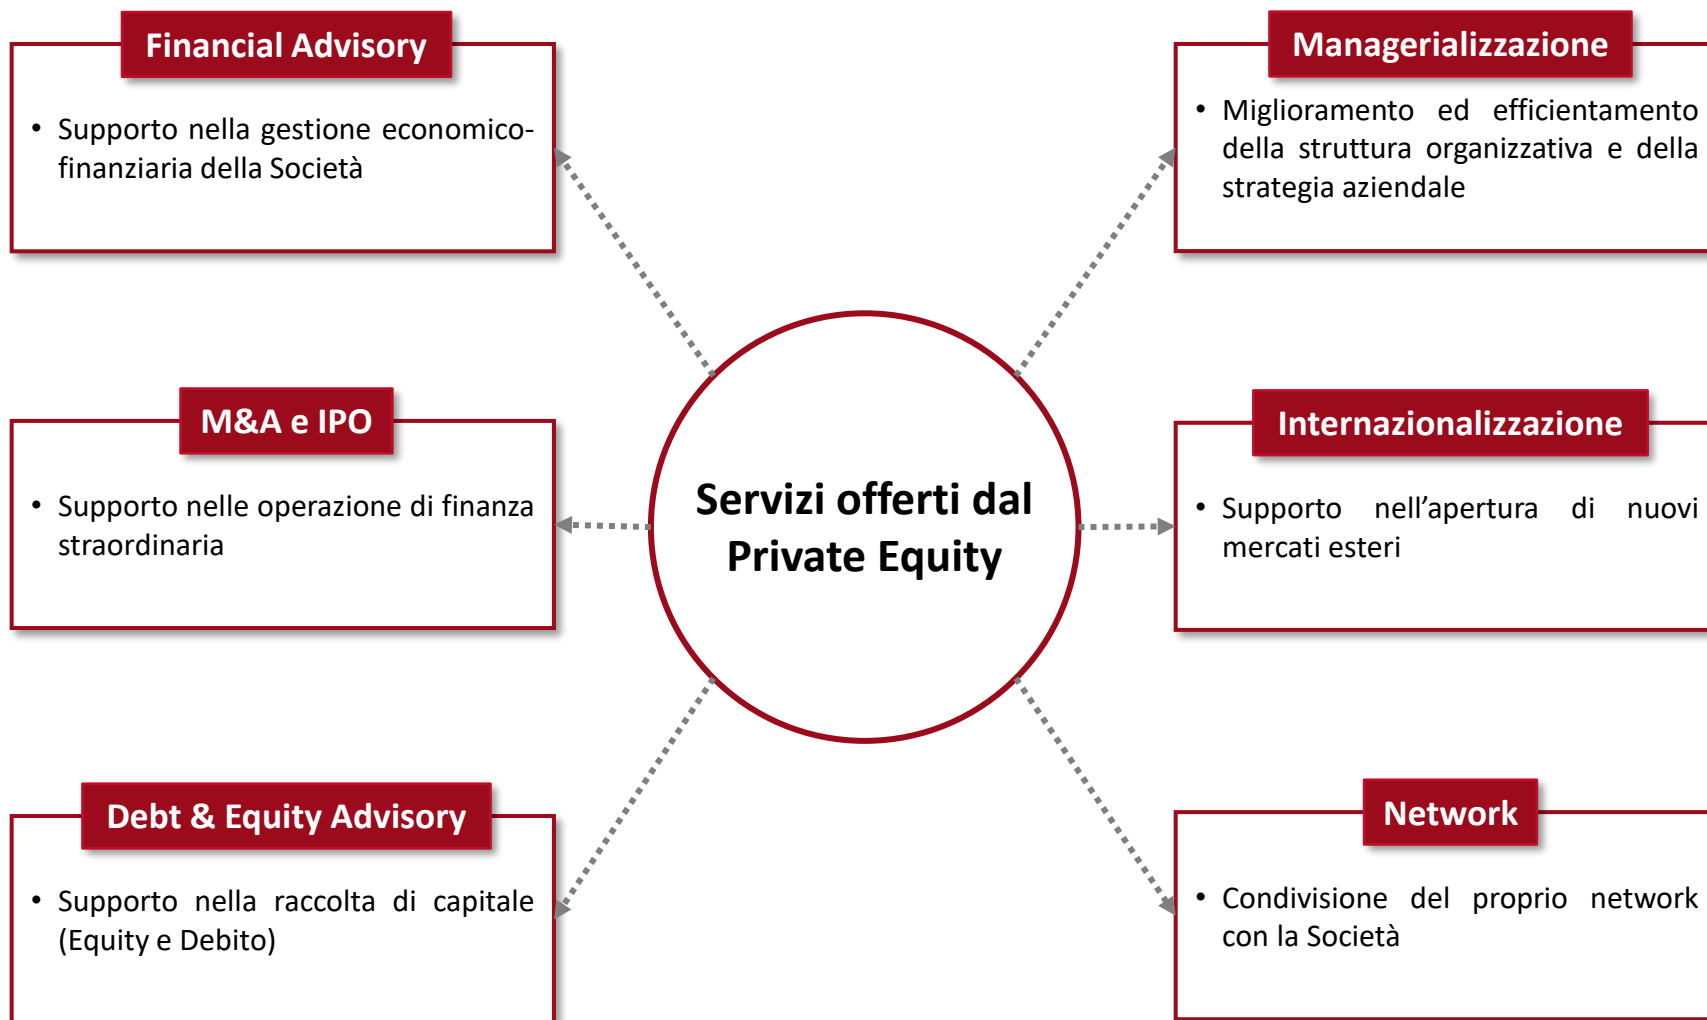 Financial Advisory
• Supporto nella gestione economico-
finanziaria della Società
M&A e IPO
• Supporto nelle operazione di finanza
straordinaria
Debt & Equity Advisory
• Supporto nella raccolta di capitale
(Equity e Debito)
Servizi offerti dal
Private Equity
Managerializzazione
• Miglioramento ed efficientamento
della struttura organizzativa e della
strategia aziendale
Internazionalizzazione
• Supporto nell’apertura di nuovi
mercati esteri
Network
• Condivisione del proprio network
con la Società